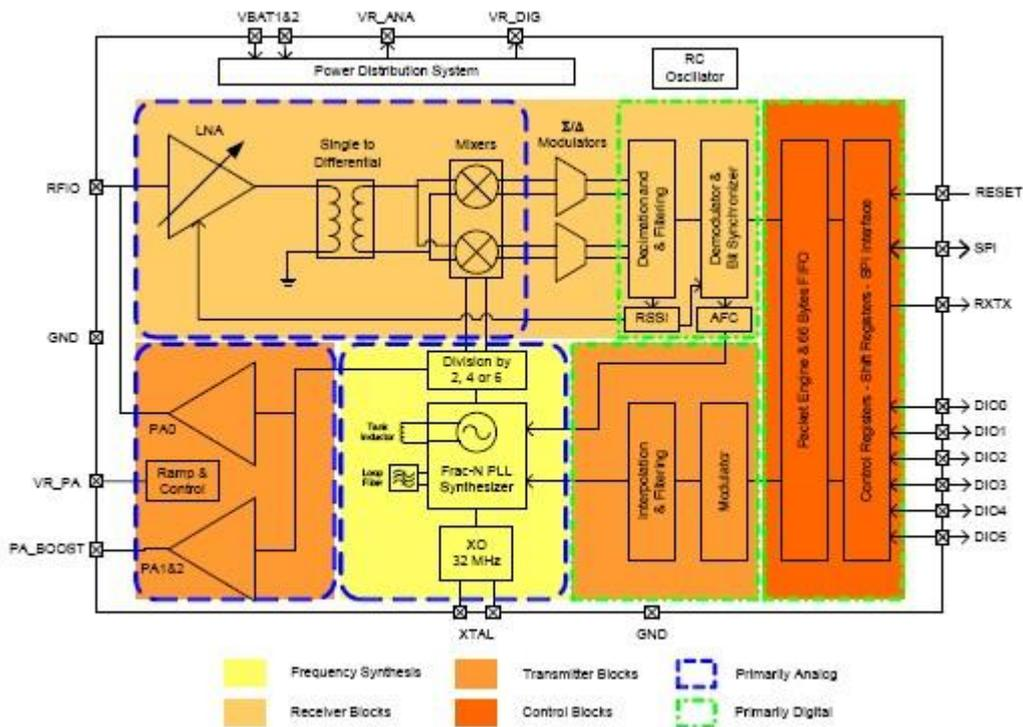 VBAT1&2
VR_ANA
VR_DIG
Power Distribution System
RC
Oscillator
LNA
Single to
Differential
Mixers
Σ/Δ
Modulators
Decimation and
& Filtering
Demodulator &
Bit Synchronizer
Packet Engine & 66 Bytes FIFO
Control Registers - Shift Registers - SPI Interface
RFIO
RESET
SPI
RXTX
RSSI
AFC
GND
Division by
2, 4 or 6
PA0
Tank
Inductor
Loop
Filter
Frac-N PLL
Synthesizer
Interpolation
& Filtering
Modulator
DIO0
DIO1
DIO2
DIO3
DIO4
DIO5
VR_PA
Ramp &
Control
PA_BOOST
PA1&2
XO
32 MHz
XTAL
GND
Frequency Synthesis
Transmitter Blocks
Primarily Analog
Receiver Blocks
Control Blocks
Primarily Digital